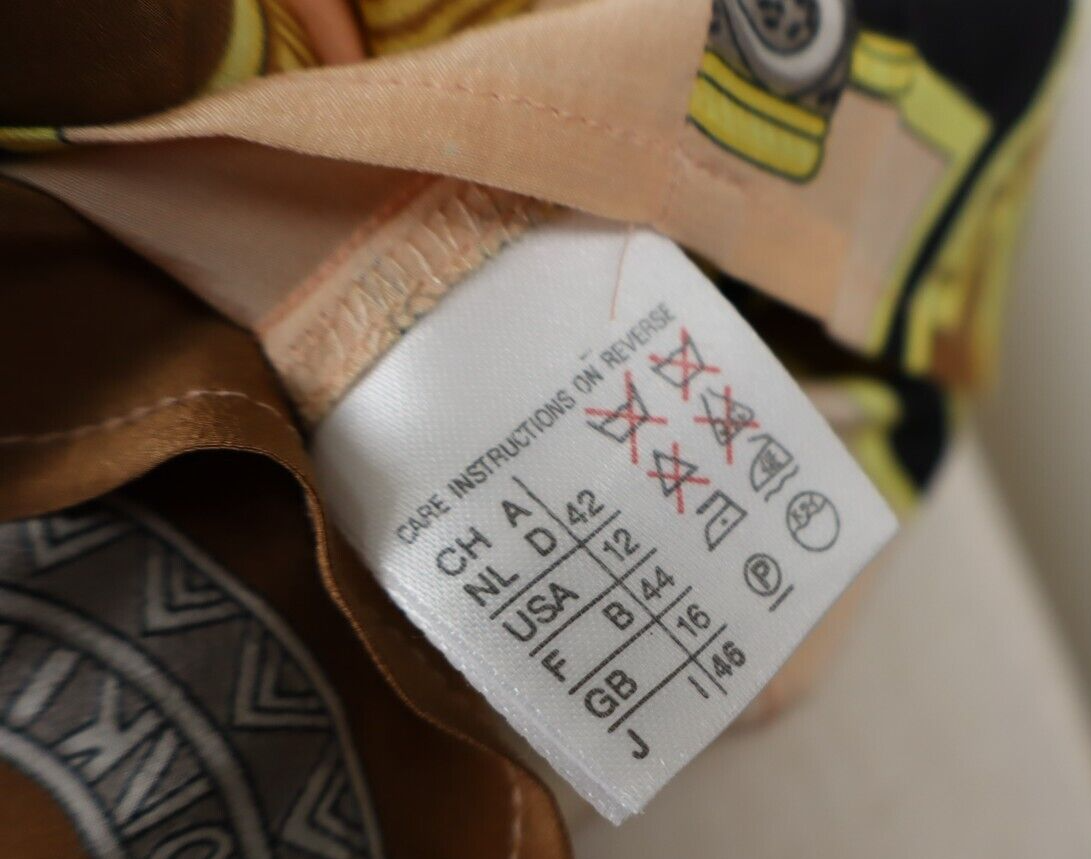 CARE INSTRUCTIONS ON REVERSE
P
CH A
NL D 42
USA 12
F B 44
GB 16
I 46
J